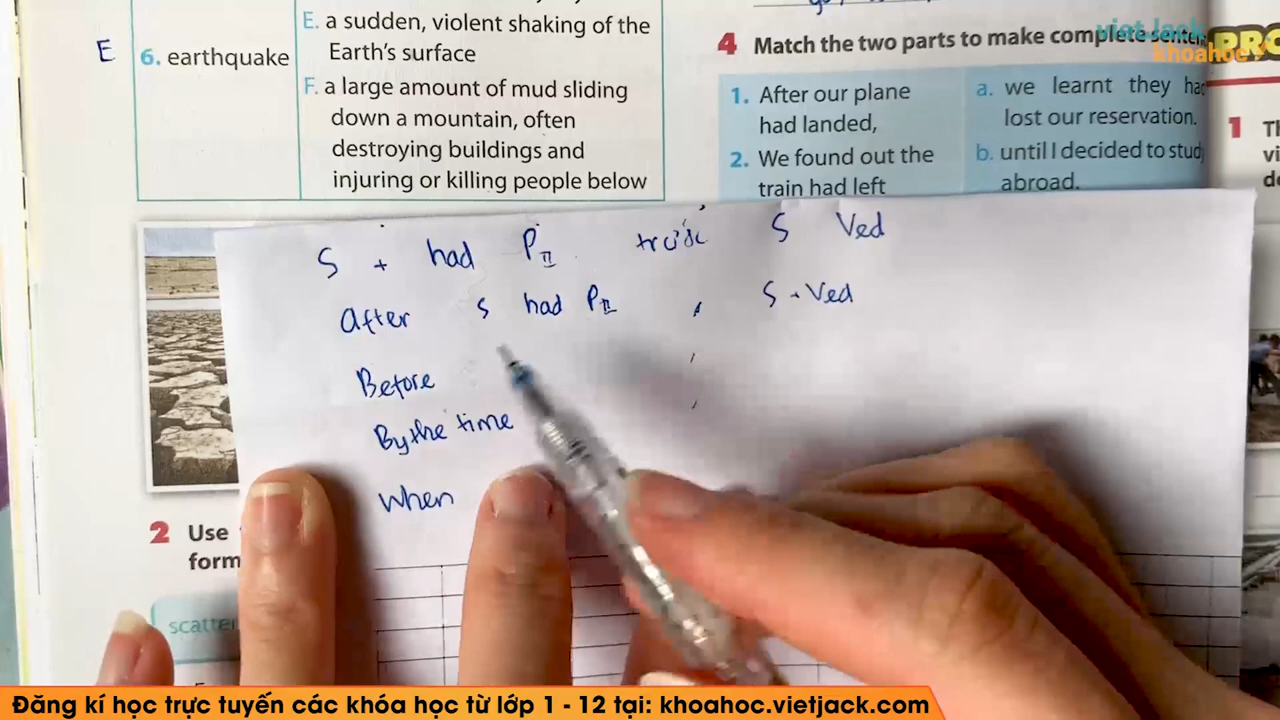 E
6. earthquake
E. a sudden, violent shaking of the
Earth's surface
F. a large amount of mud sliding
down a mountain, often
destroying buildings and
injuring or killing people below
4 Match the two parts to make complete
vietJack
khoahoc
PRO
1. After our plane
had landed,
2. We found out the
train had left
a. we learnt they had
lost our reservation.
b. until I decided to study
abroad.
1
S + had PII trước S Ved
After S had PII , S + Ved
Before ,
By the time ,
When
2 Use
form
scatter
Đăng kí học trực tuyến các khóa học từ lớp 1 - 12 tại: khoahoc.vietjack.com